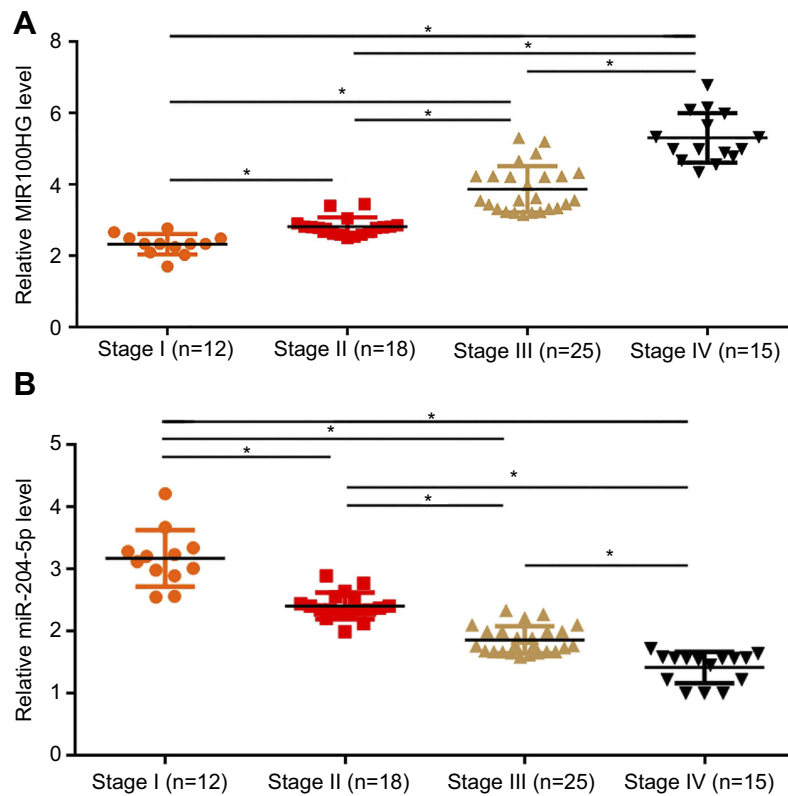 A
Relative MIR100HG level
8
6
4
2
0
*
*
*
*
*
*
Stage I (n=12)
Stage II (n=18)
Stage III (n=25)
Stage IV (n=15)
B
Relative miR-204-5p level
5
4
3
2
1
0
*
*
*
*
*
*
Stage I (n=12)
Stage II (n=18)
Stage III (n=25)
Stage IV (n=15)